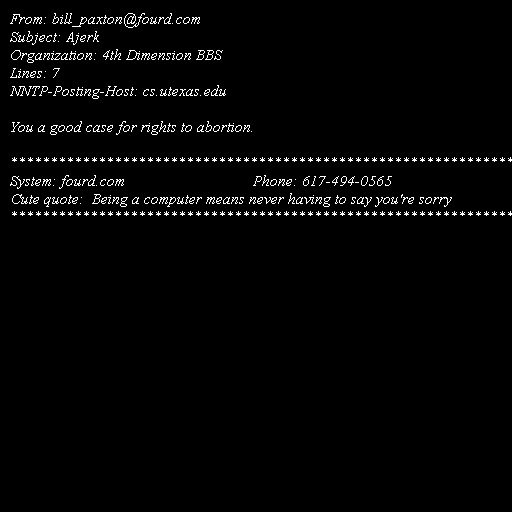 From: bill_paxton@fourd.com
Subject: Ajerk
Organization: 4th Dimension BBS
Lines: 7
NNTP-Posting-Host: cs.utexas.edu

You a good case for rights to abortion.

****************************************************************
System: fourd.com Phone: 617-494-0565
Cute quote:  Being a computer means never having to say you're sorry
****************************************************************